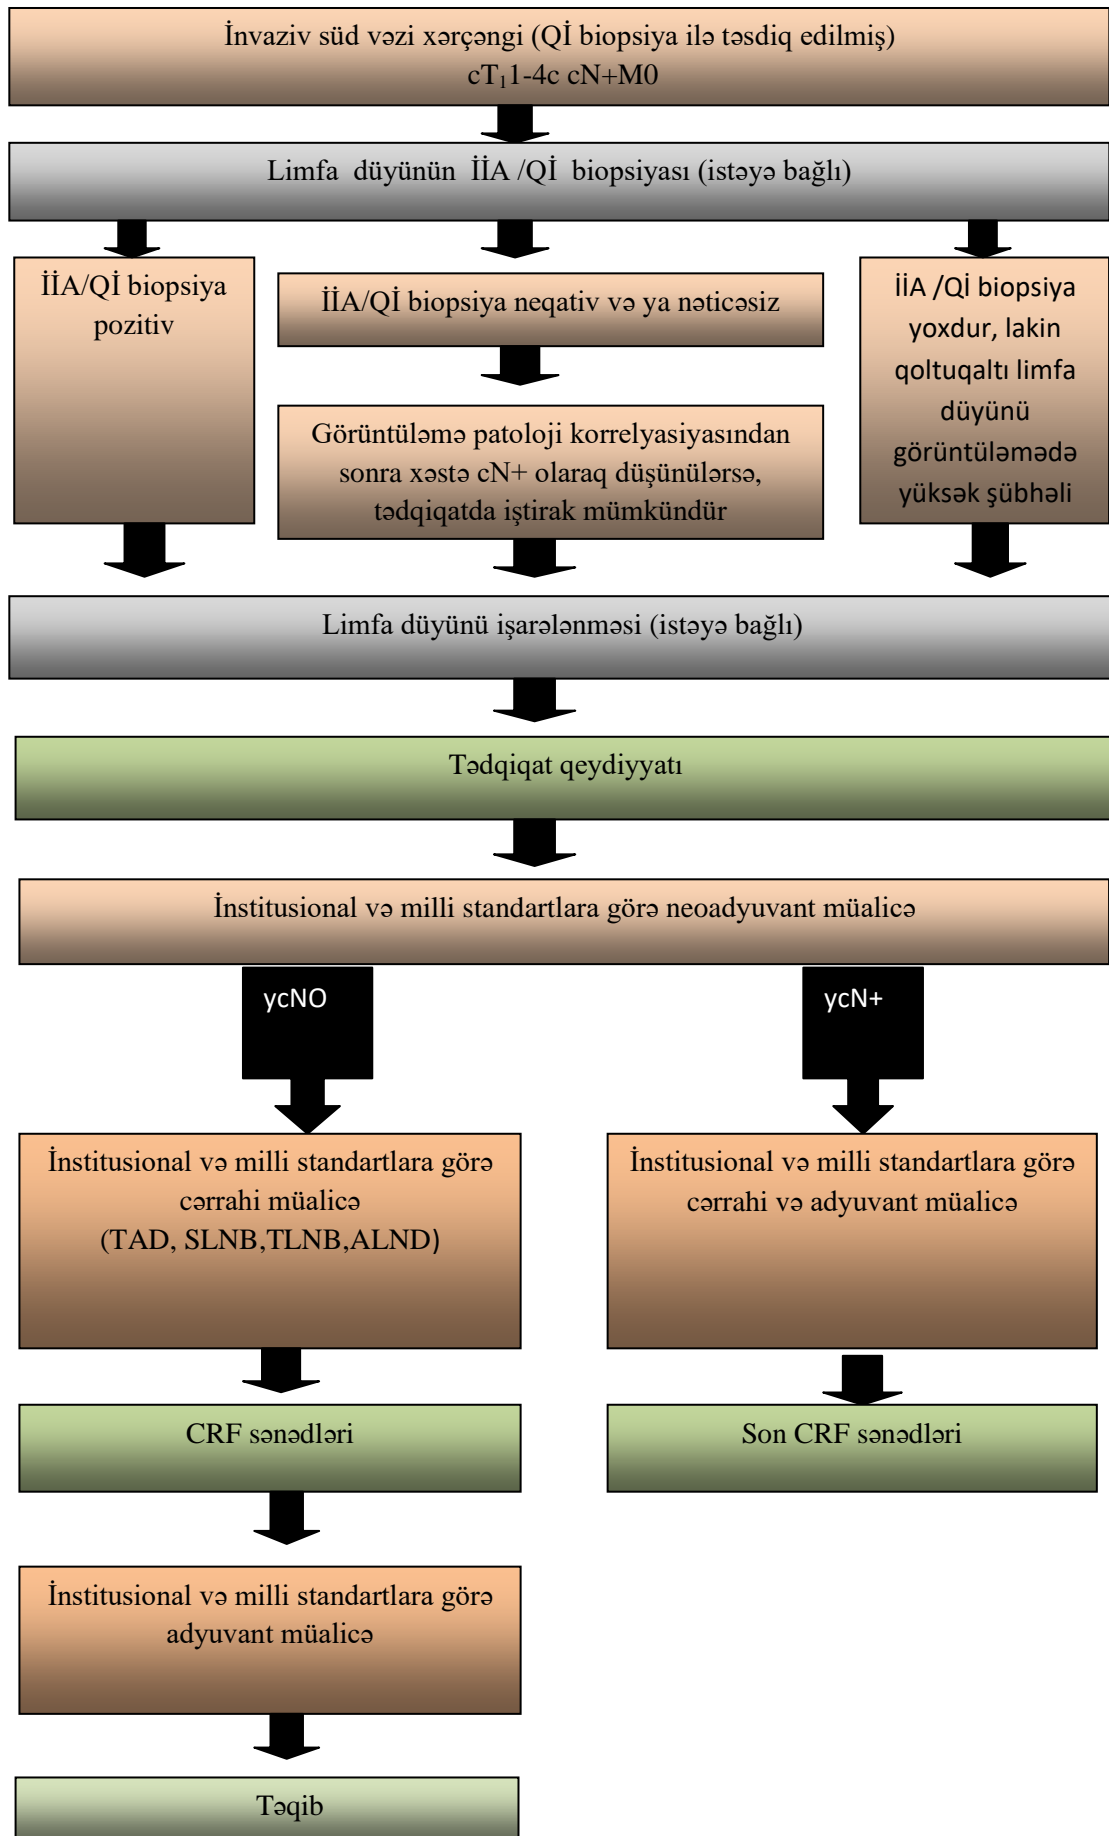 İnvaziv süd vəzi xərçəngi (Qİ biopsiya ilə təsdiq edilmiş)
cT₁1-4c cN+M0
Limfa düyünün İİA /Qİ biopsiyası (istəyə bağlı)
İİA/Qİ biopsiya
pozitiv
İİA/Qİ biopsiya neqativ və ya nəticəsiz
Görüntüləmə patoloji korrelyasiyasından
sonra xəstə cN+ olaraq düşünülərsə,
tədqiqatda iştirak mümkündür
İİA /Qİ biopsiya
yoxdur, lakin
qoltuqaltı limfa
düyünü
görüntüləmədə
yüksək şübhəli
Limfa düyünü işarələnməsi (istəyə bağlı)
Tədqiqat qeydiyyatı
İnstitusional və milli standartlara görə neoadyuvant müalicə
ycNO
ycN+
İnstitusional və milli standartlara görə
cərrahi müalicə
(TAD, SLNB,TLNB,ALND)
İnstitusional və milli standartlara görə
cərrahi və adyuvant müalicə
CRF sənədləri
Son CRF sənədləri
İnstitusional və milli standartlara görə
adyuvant müalicə
Təqib